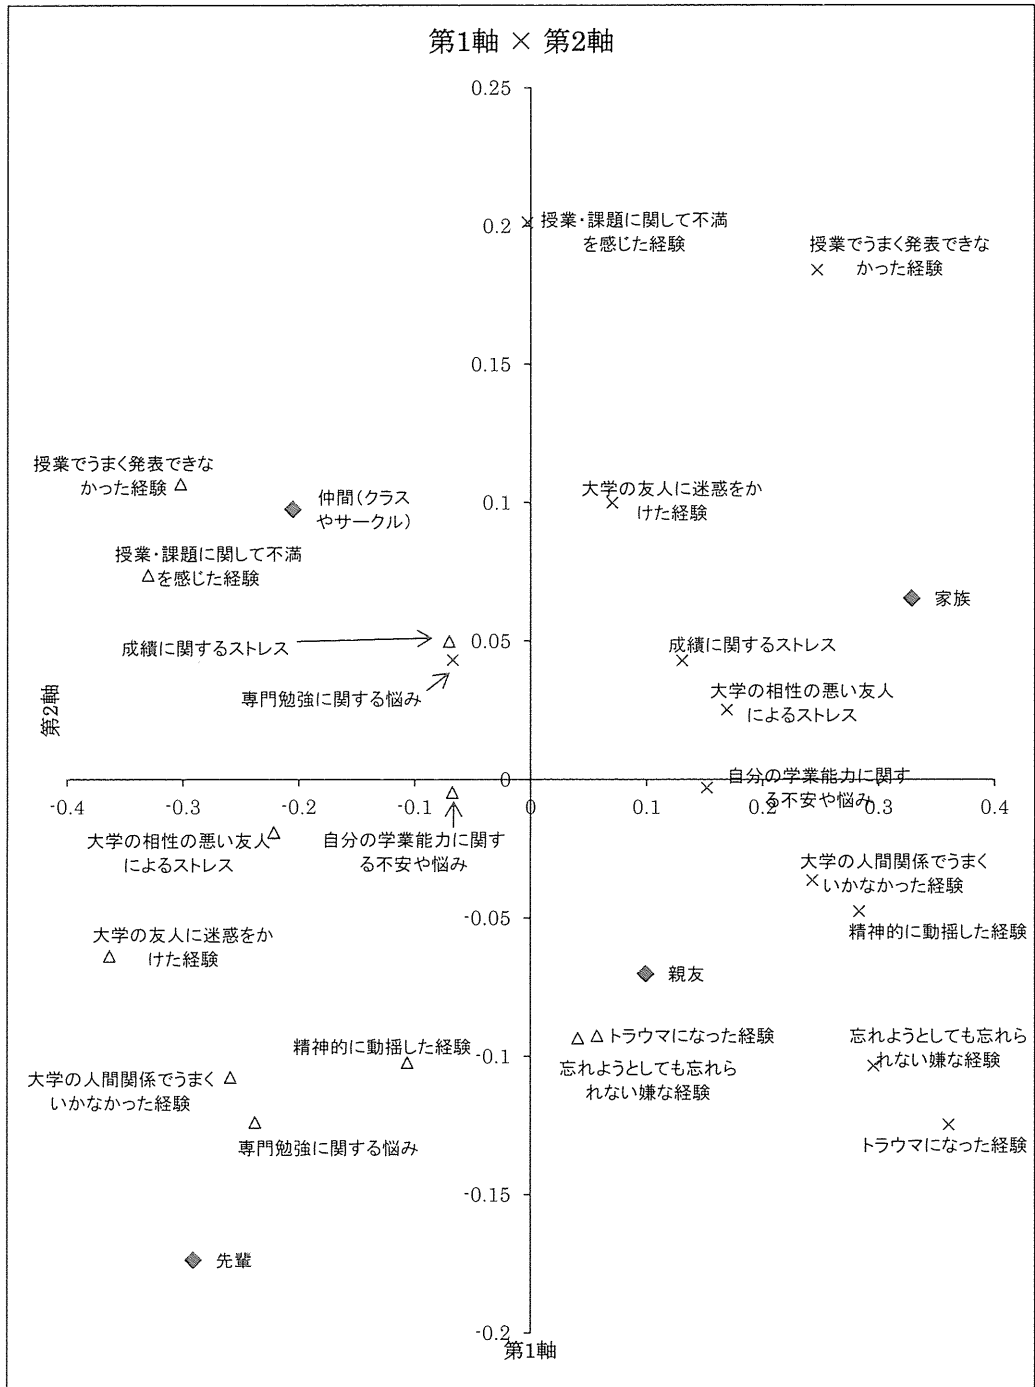 第1軸 × 第2軸
0.25
0.2
授業・課題に関して不満
を感じた経験
授業でうまく発表できな
かった経験
0.15
授業でうまく発表できな
かった経験
仲間(クラス
やサークル)
0.1
大学の友人に迷惑をか
けた経験
授業・課題に関して不満
を感じた経験
家族
成績に関するストレス
0.05
成績に関するストレス
専門勉強に関する悩み
大学の相性の悪い友人
によるストレス
第2軸
0
自分の学業能力に関す
る不安や悩み
-0.4
-0.3
-0.2
-0.1
0
0.1
0.2
0.3
0.4
大学の相性の悪い友人
によるストレス
自分の学業能力に関す
る不安や悩み
大学の人間関係でうまく
いかなかった経験
-0.05
精神的に動揺した経験
大学の友人に迷惑をか
けた経験
親友
精神的に動揺した経験
-0.1
トラウマになった経験
忘れようとしても忘れら
れない嫌な経験
忘れようとしても忘れら
れない嫌な経験
大学の人間関係でうまく
いかなかった経験
専門勉強に関する悩み
トラウマになった経験
-0.15
先輩
-0.2
第1軸